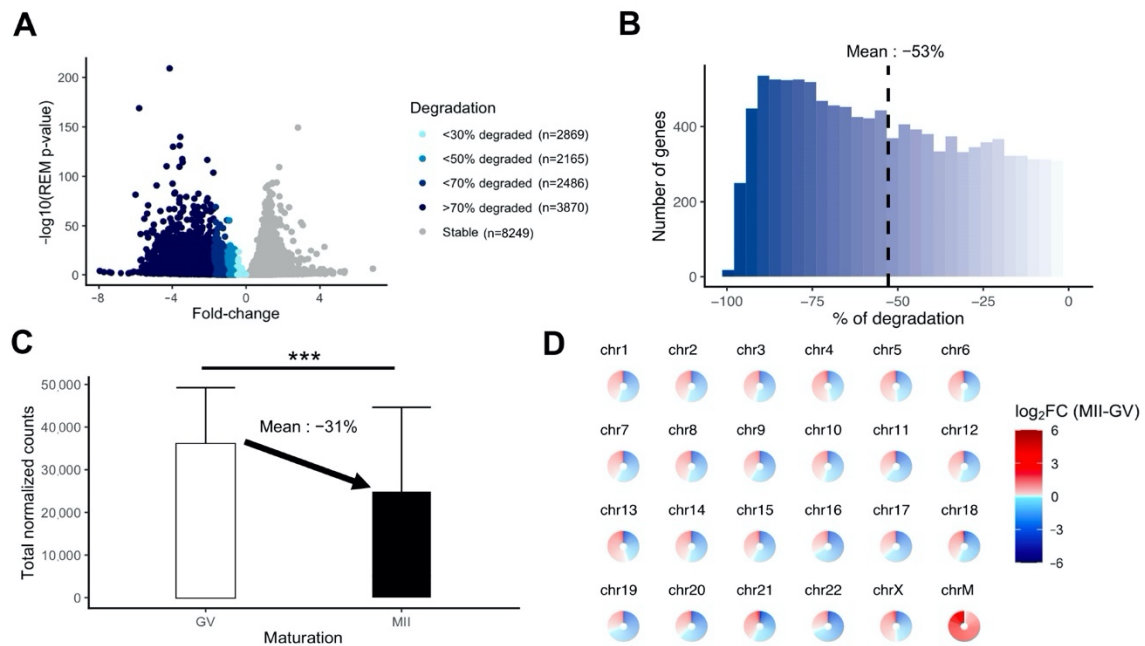 A
-log10(REM p-value)
200
150
100
50
0
-8
-4
0
4
Fold-change
Degradation
<30% degraded (n=2869)
<50% degraded (n=2165)
<70% degraded (n=2486)
>70% degraded (n=3870)
Stable (n=8249)
B
Mean : −53%
Number of genes
400
200
0
−100
−75
−50
−25
0
% of degradation
C
***
Mean : −31%
Total normalized counts
50,000
40,000
30,000
20,000
10,000
0
GV
MII
Maturation
D
chr1 chr2 chr3 chr4 chr5 chr6
chr7 chr8 chr9 chr10 chr11 chr12
chr13 chr14 chr15 chr16 chr17 chr18
chr19 chr20 chr21 chr22 chrX chrM
log₂FC (MII-GV)
6
3
0
−3
−6